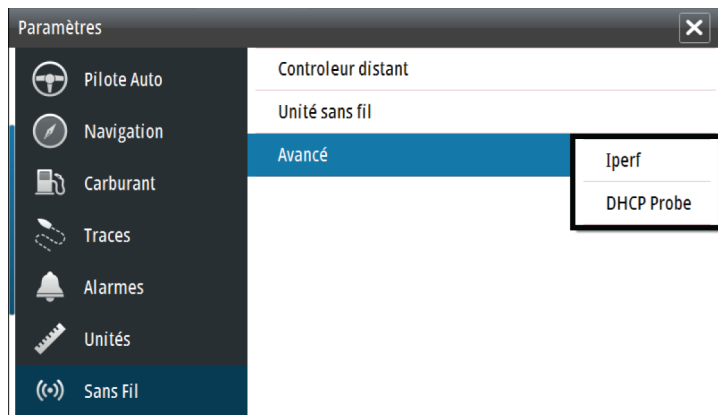 Paramètres
Pilote Auto
Navigation
Carburant
Traces
Alarmes
Unités
Sans Fil
Controleur distant
Unité sans fil
Avancé
Iperf
DHCP Probe